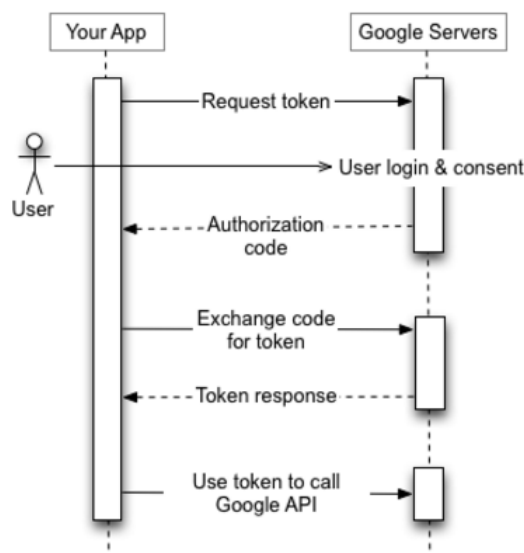 Your App
Google Servers
Request token
User login & consent
User
Authorization
code
Exchange code
for token
Token response
Use token to call
Google API